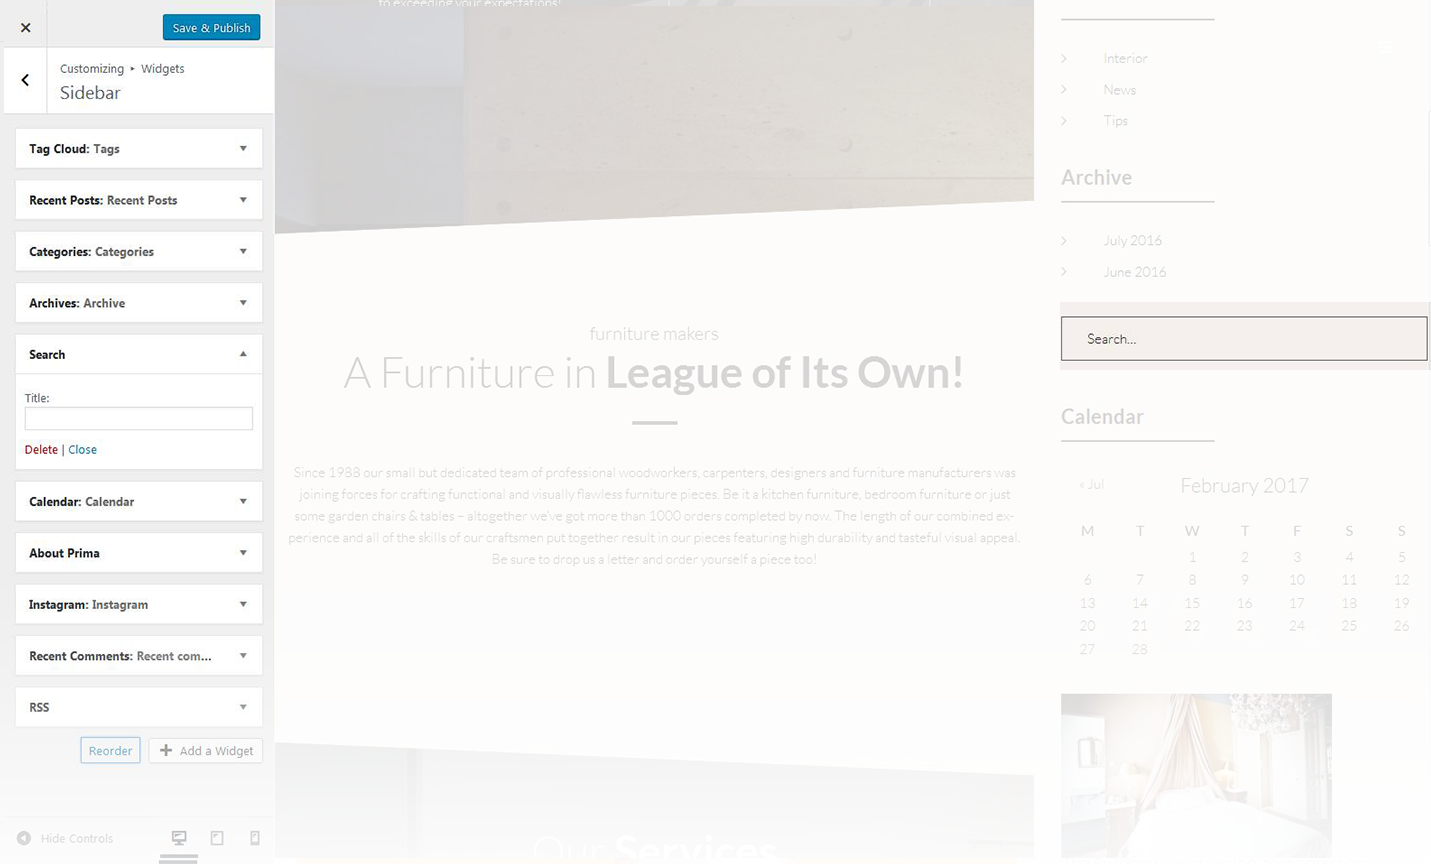 Save & Publish
Customizing ▸ Widgets
Sidebar
Tag Cloud: Tags
Recent Posts: Recent Posts
Categories: Categories
Archives: Archive
Search
Title:
Delete | Close
Calendar: Calendar
About Prima
Instagram: Instagram
Recent Comments: Recent com...
RSS
Reorder
Add a Widget
Hide Controls
to exceeding your expectations!
furniture makers
A Furniture in League of Its Own!
Since 1988 our small but dedicated team of professional woodworkers, carpenters, designers and furniture manufacturers was
joining forces for crafting functional and visually flawless furniture pieces. Be it a kitchen furniture, bedroom furniture or just
some garden chairs & tables – altogether we've got more than 1000 orders completed by now. The length of our combined ex-
perience and all of the skills of our craftsmen put together result in our pieces featuring high durability and tasteful visual appeal.
Be sure to drop us a letter and order yourself a piece too!
Our Services
Interior
News
Tips
Archive
July 2016
June 2016
Search...
Calendar
« Jul
February 2017
M T W T F S S
1 2 3 4 5
6 7 8 9 10 11 12
13 14 15 16 17 18 19
20 21 22 23 24 25 26
27 28